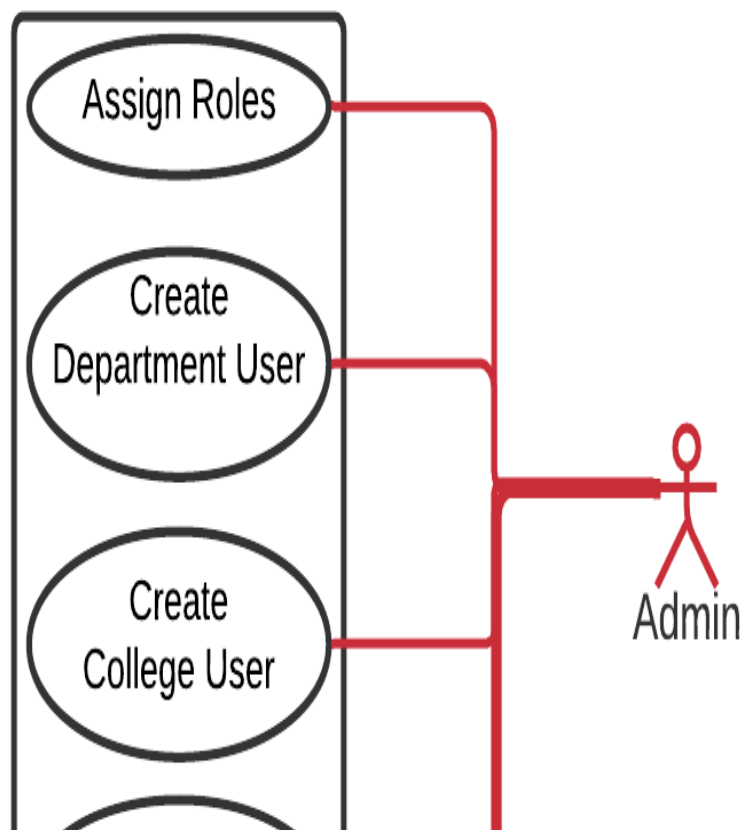 Assign Roles
Create
Department User
Create
College User
Admin